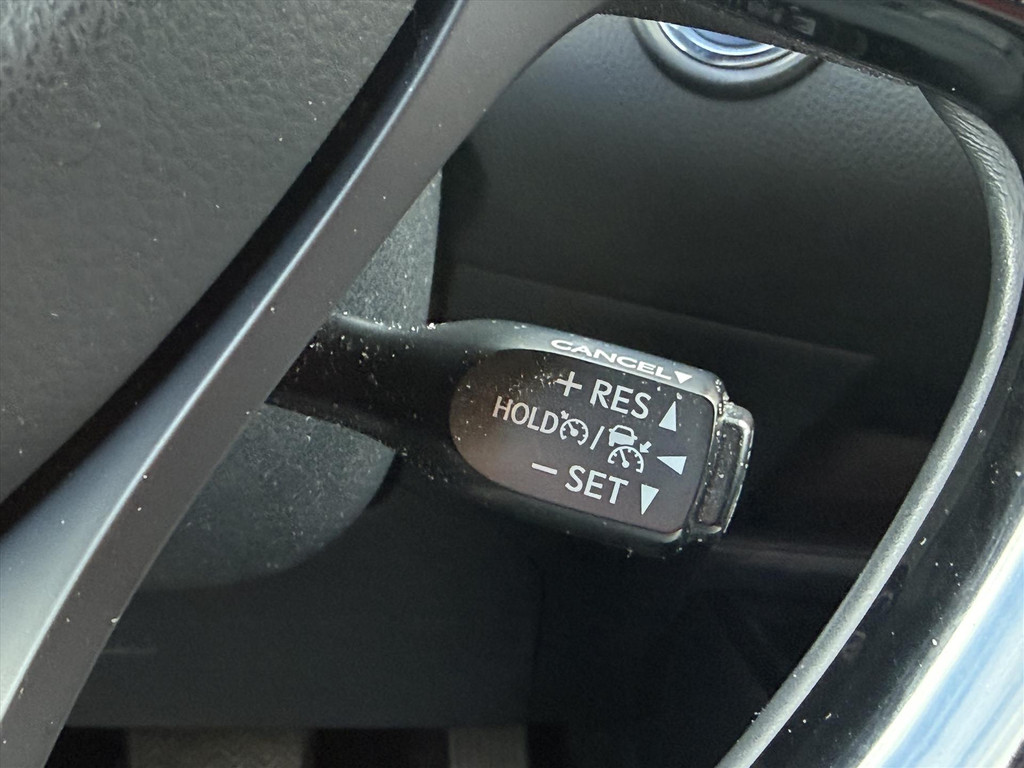 CANCEL▼
+ RES ▲
HOLD / ◀
− SET ▼